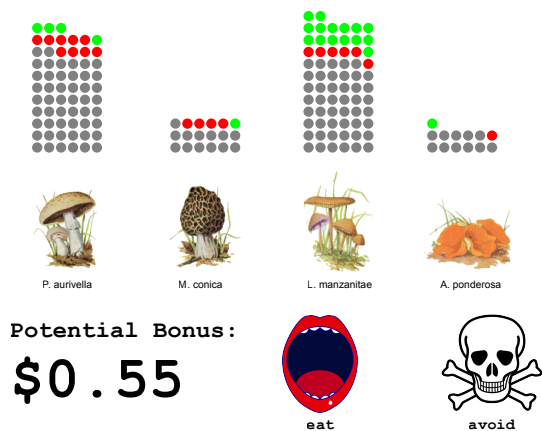 P. aurivella
M. conica
L. manzanitae
A. ponderosa
Potential Bonus:
$0.55
eat
avoid